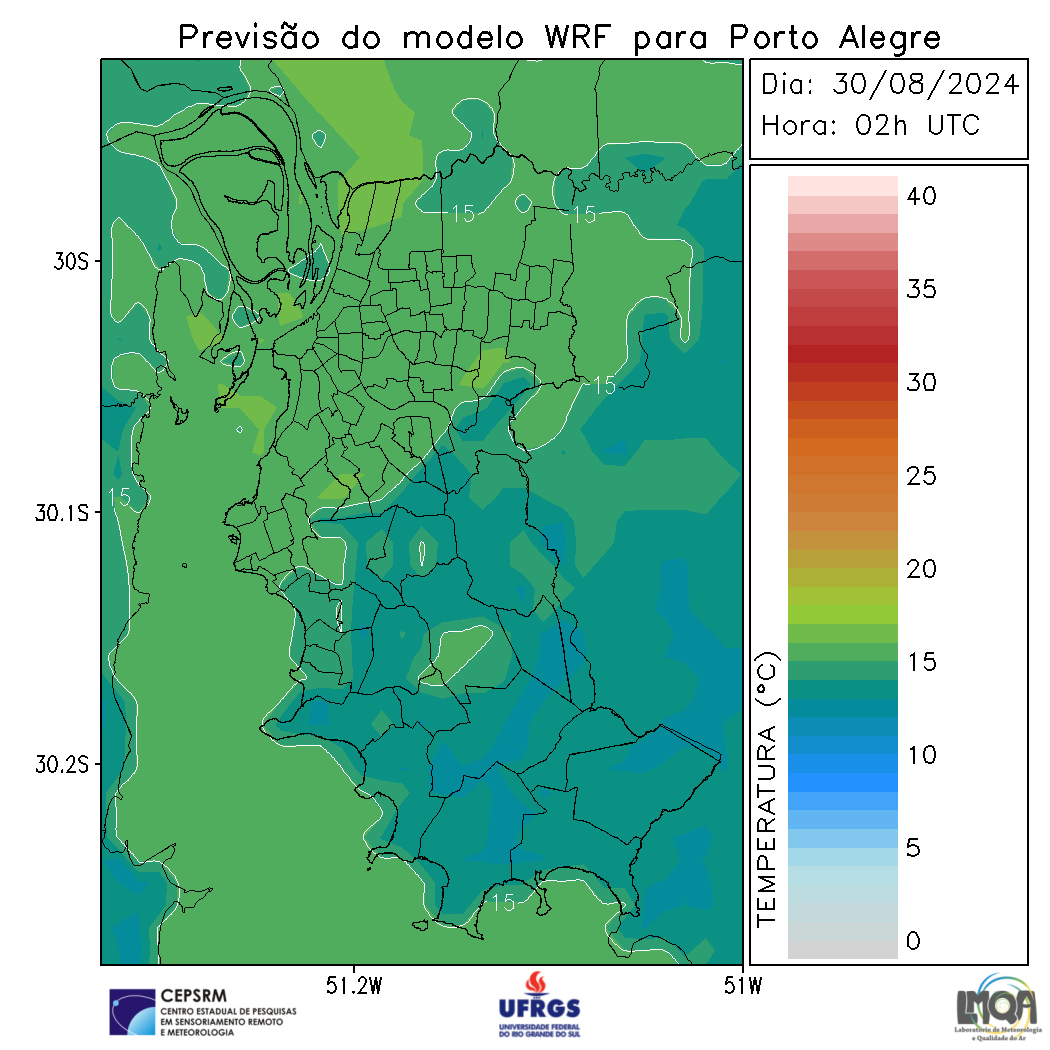 Previsão do modelo WRF para Porto Alegre
Dia: 30/08/2024
Hora: 02h UTC
30S
30.1S
30.2S
51.2W
51W
15
15
15
15
15
40
35
30
25
20
15
10
5
0
TEMPERATURA (°C)
CEPSRM
CENTRO ESTADUAL DE PESQUISAS
EM SENSORIAMENTO REMOTO
E METEOROLOGIA
UFRGS
UNIVERSIDADE FEDERAL
DO RIO GRANDE DO SUL
LMQA
Laboratório de Meteorologia
e Qualidade do Ar